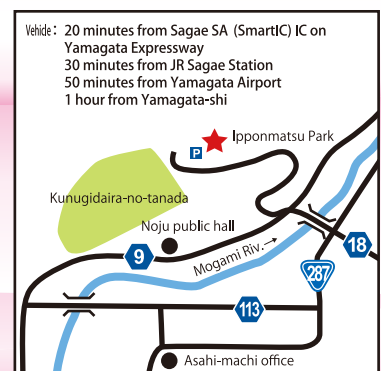 Vehicle: 20 minutes from Sagae SA (SmartIC) IC on
Yamagata Expressway
30 minutes from JR Sagae Station
50 minutes from Yamagata Airport
1 hour from Yamagata-shi
Ipponmatsu Park
P
Kunugidaira-no-tanada
Noju public hall
9
Mogami Riv.→
18
287
113
Asahi-machi office